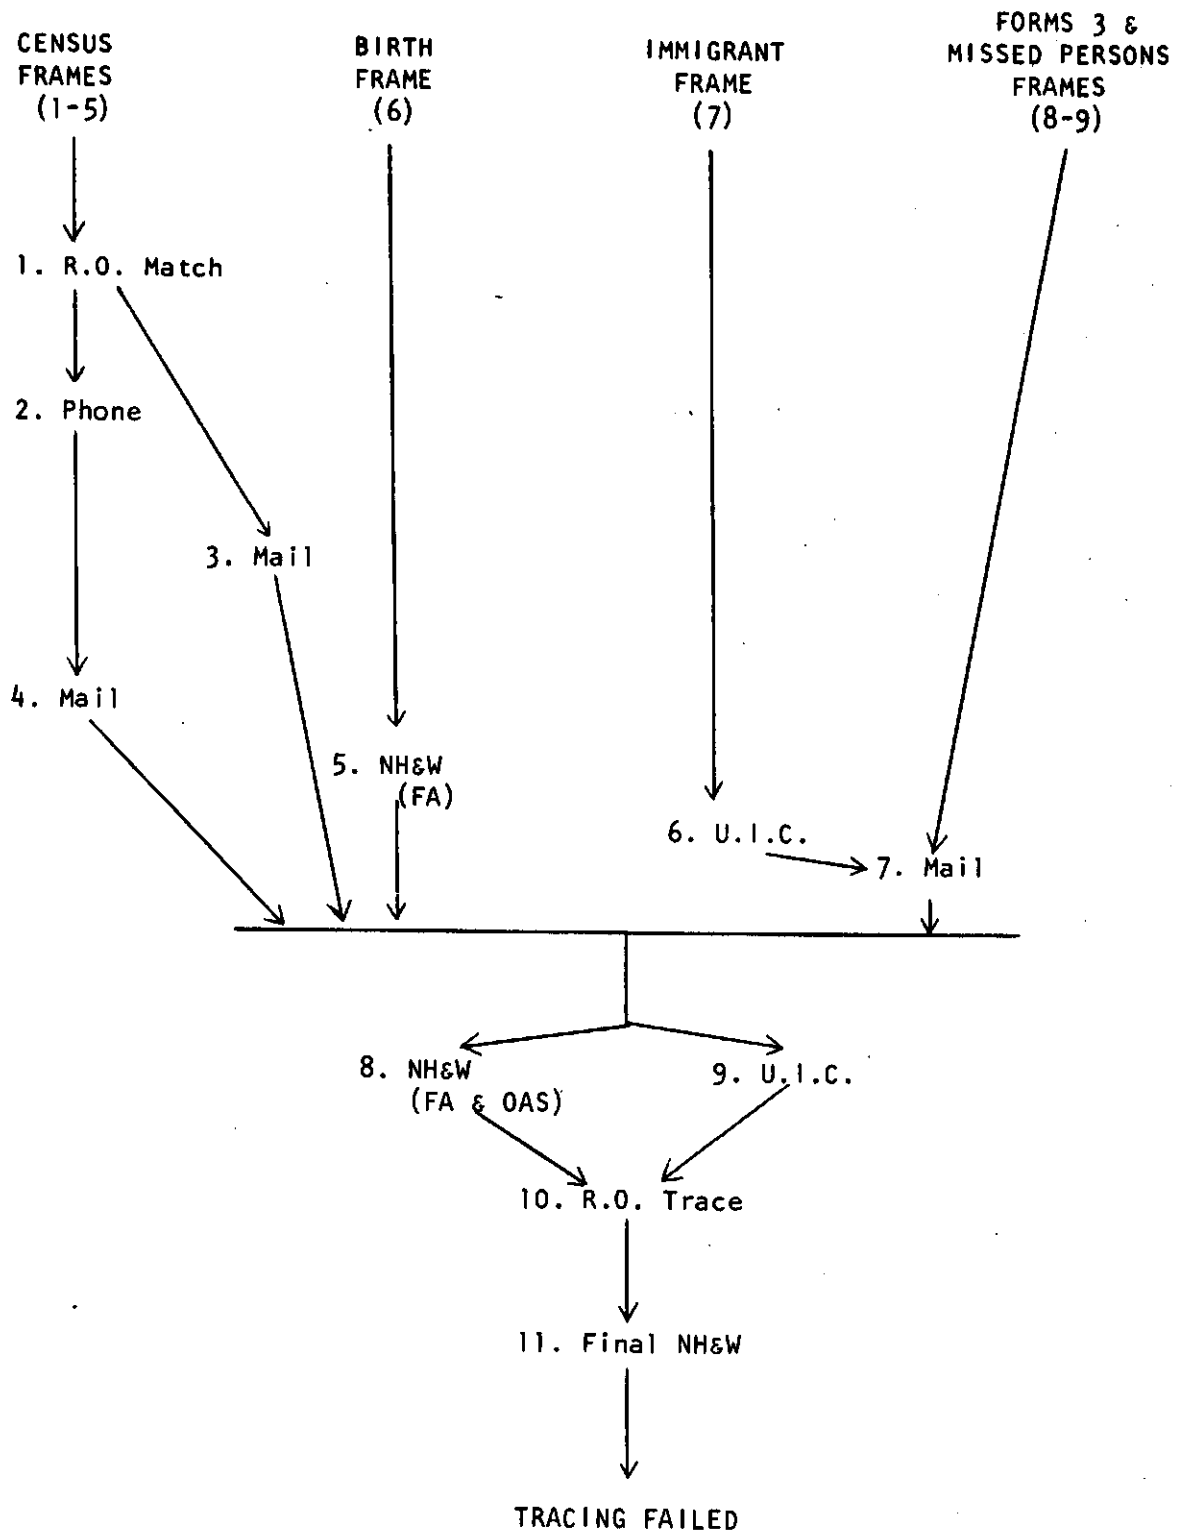 CENSUS
FRAMES
(1-5)
BIRTH
FRAME
(6)
IMMIGRANT
FRAME
(7)
FORMS 3 &
MISSED PERSONS
FRAMES
(8-9)
1. R.O. Match
2. Phone
3. Mail
4. Mail
5. NH&W
(FA)
6. U.I.C.
7. Mail
8. NH&W
(FA & OAS)
9. U.I.C.
10. R.O. Trace
11. Final NH&W
TRACING FAILED